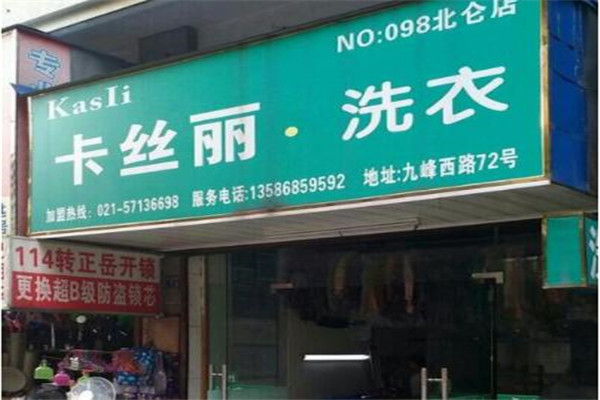 NO:098北仑店
KasIi
卡丝丽·洗衣
加盟热线:021-57136698 服务电话:13586859592 地址:九峰西路72号
114转正岳开锁
更换超B级防盗锁芯
专